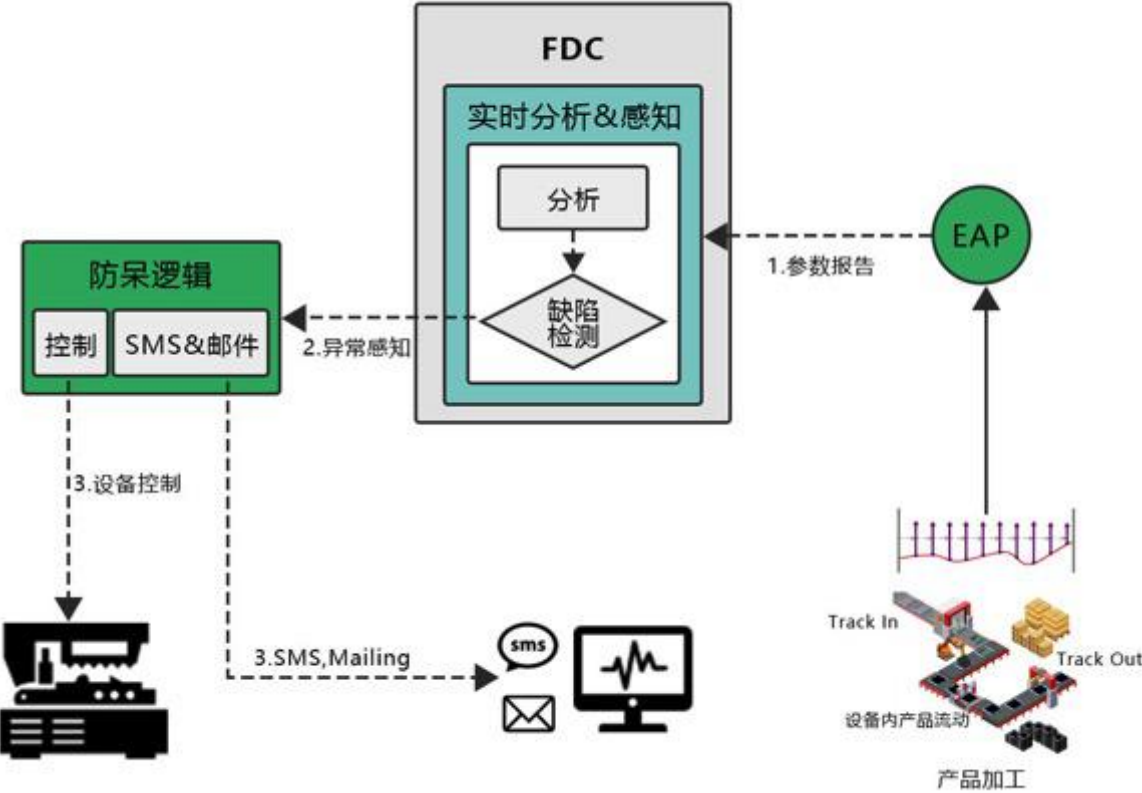 FDC
实时分析&感知
分析
缺陷
检测
EAP
1.参数报告
防呆逻辑
控制
SMS&邮件
2.异常感知
3.设备控制
3.SMS,Mailing
sms
Track In
Track Out
设备内产品流动
产品加工